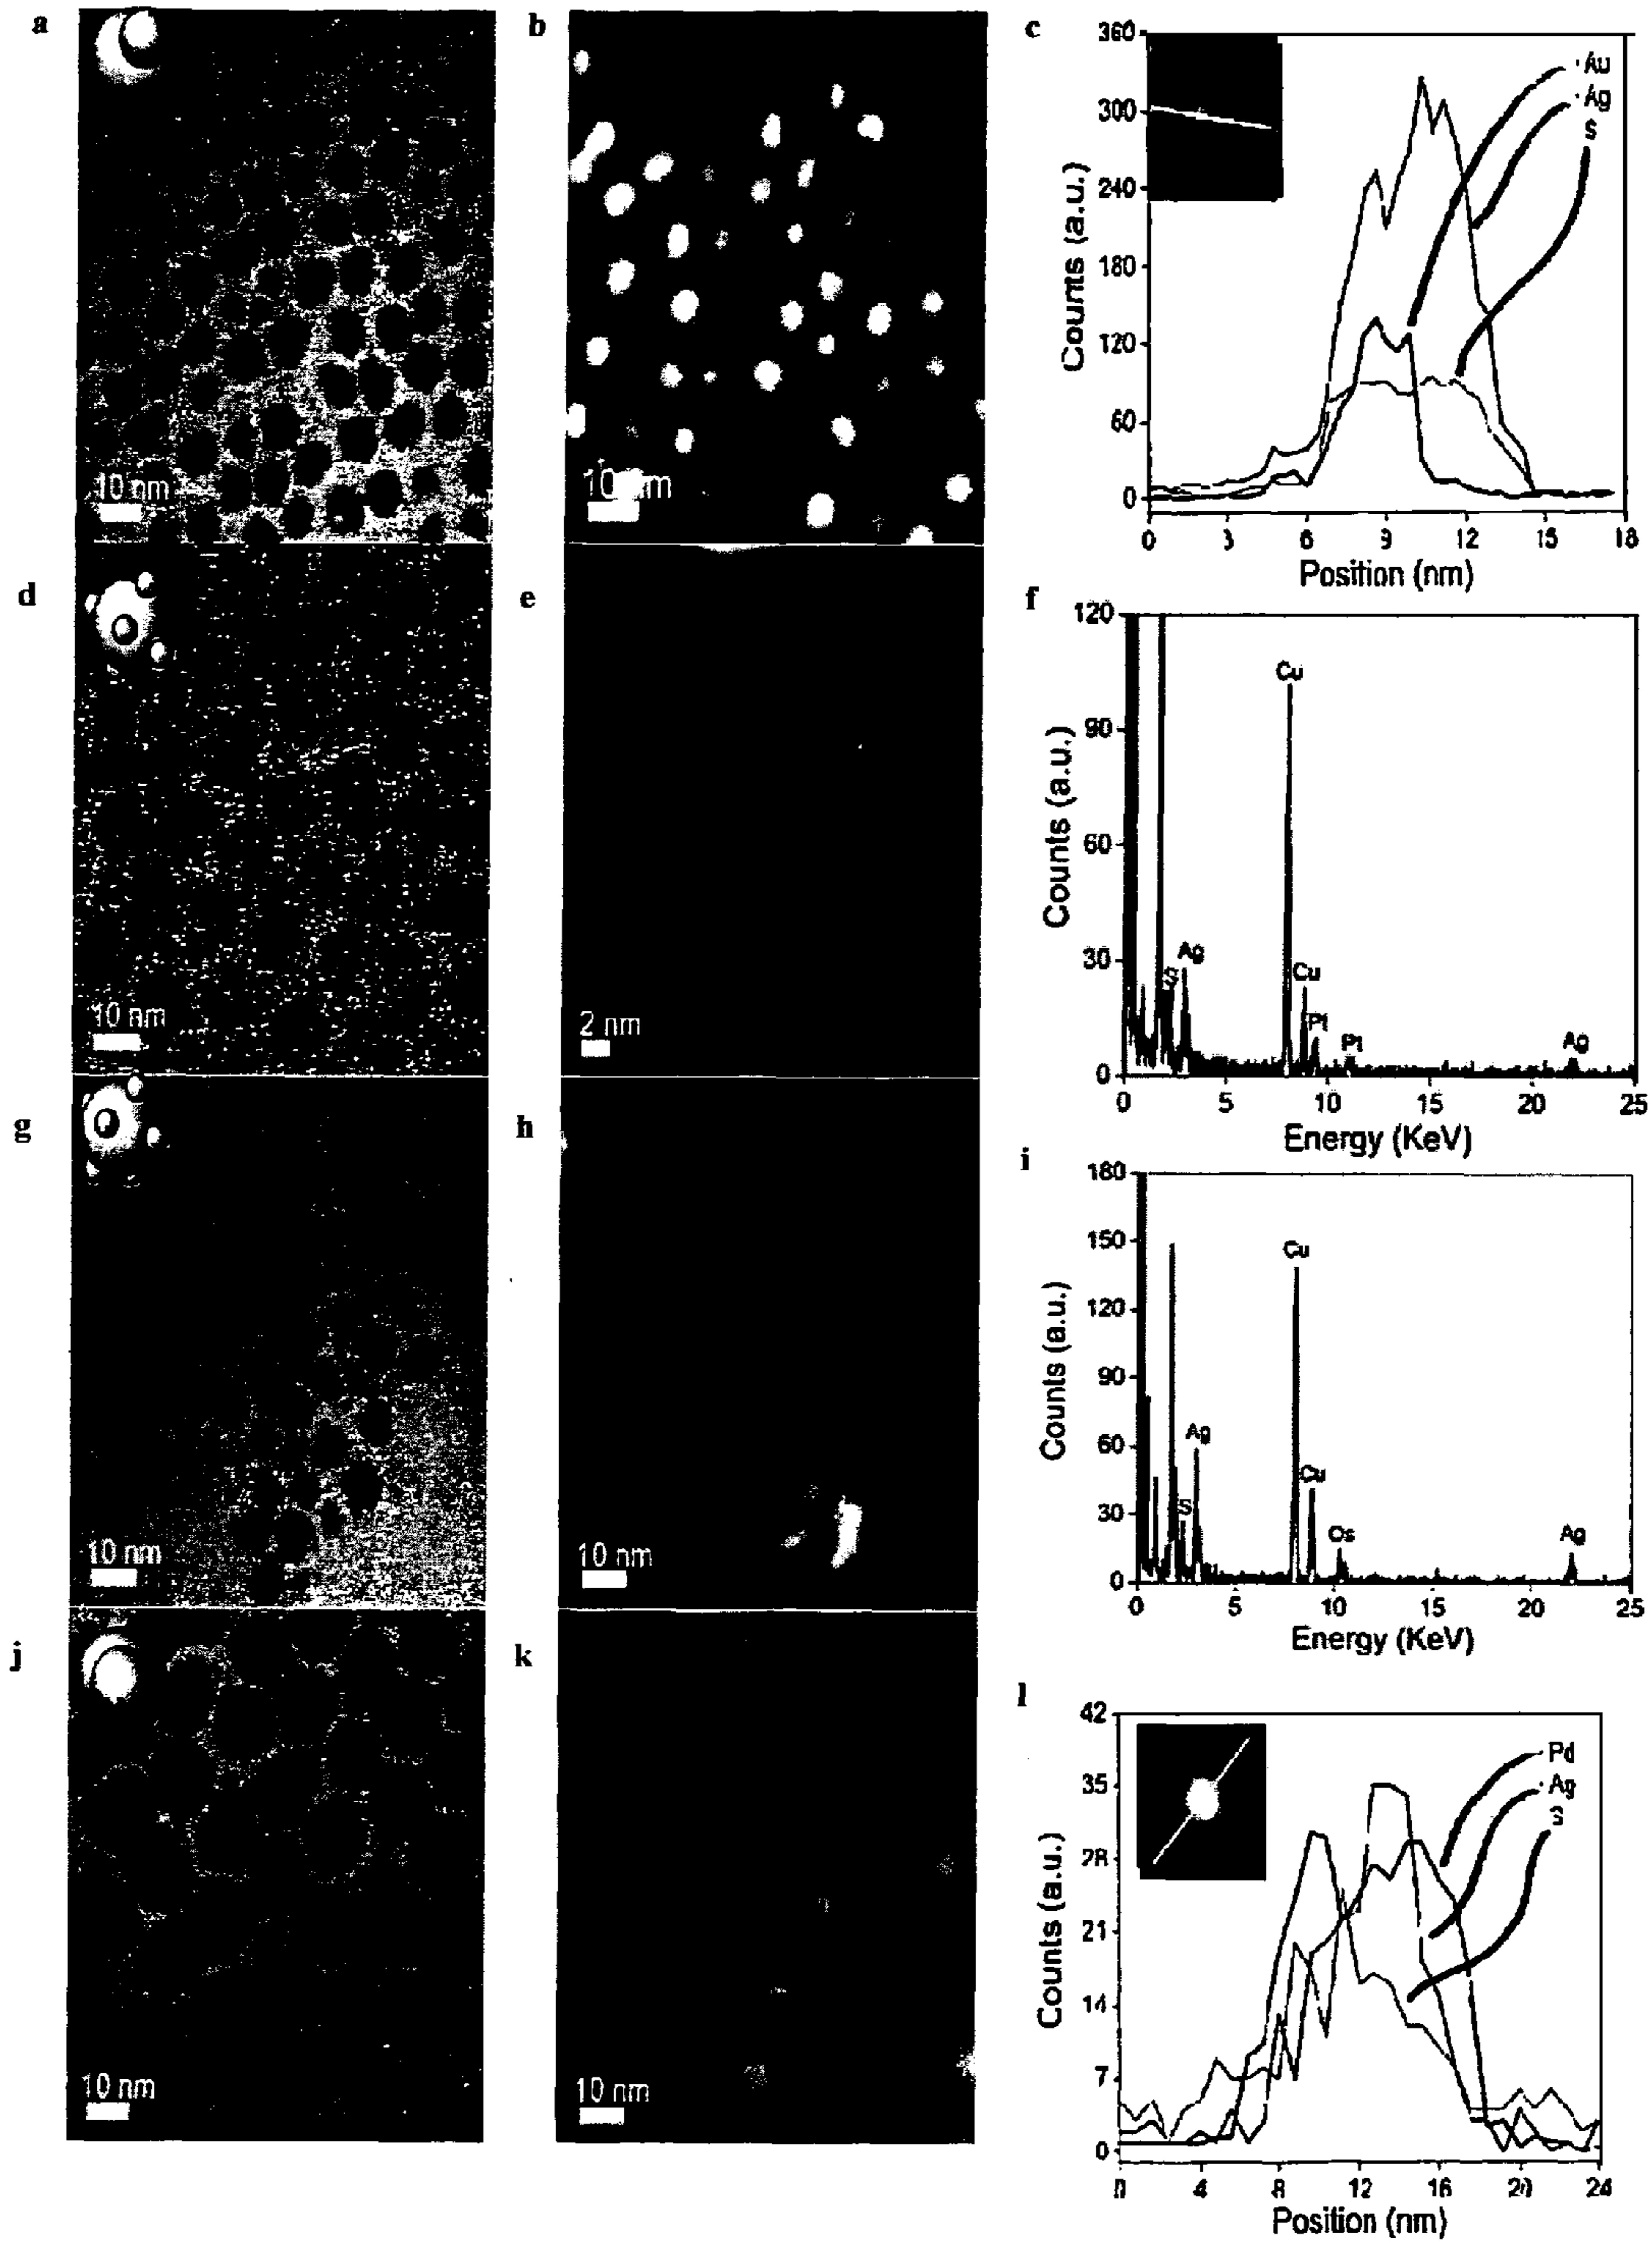 a
b
c
360
300
240
180
120
60
0
Counts (a.u.)
Au
Ag
S
0 3 6 9 12 15 18
Position (nm)
10 nm
10 nm
d
e
f
120
90
60
30
0
Counts (a.u.)
Cu
S
Ag
Cu
Pt
Pt
Ag
0 5 10 15 20 25
Energy (KeV)
10 nm
2 nm
g
h
i
180
150
120
90
60
30
0
Counts (a.u.)
Cu
Ag
S
Cu
Os
Ag
0 5 10 15 20 25
Energy (KeV)
10 nm
10 nm
j
k
l
42
35
28
21
14
7
0
Counts (a.u.)
Pd
Ag
S
0 4 8 12 16 20 24
Position (nm)
10 nm
10 nm